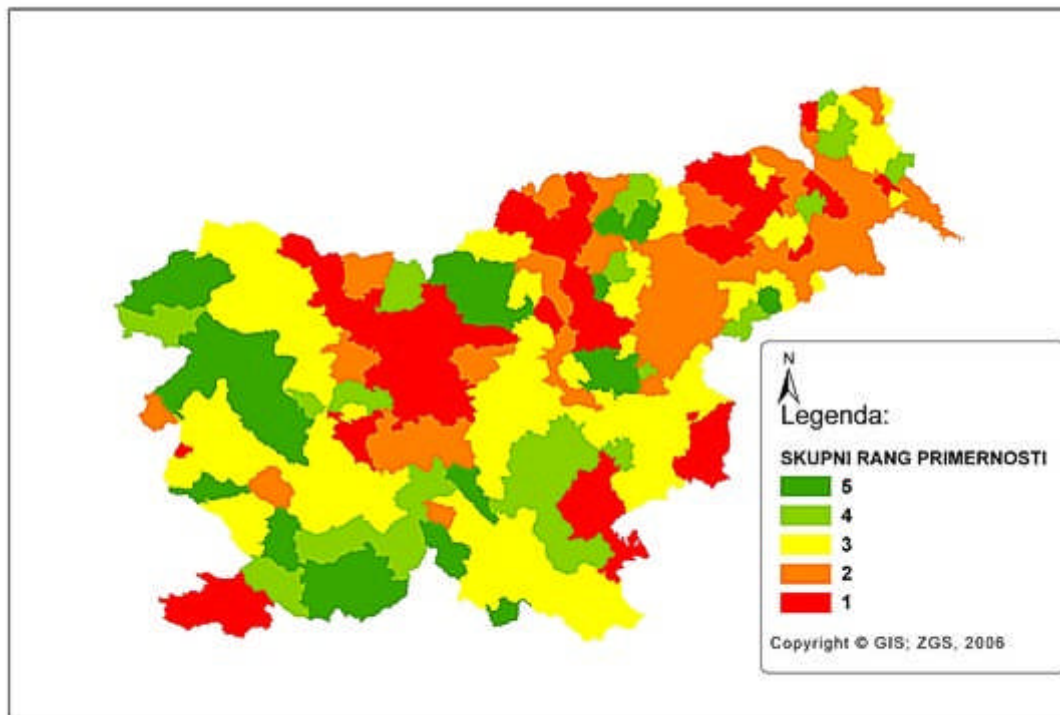 N
Legenda:
SKUPNI RANG PRIMERNOSTI
5
4
3
2
1
Copyright © GIS; ZGS, 2006